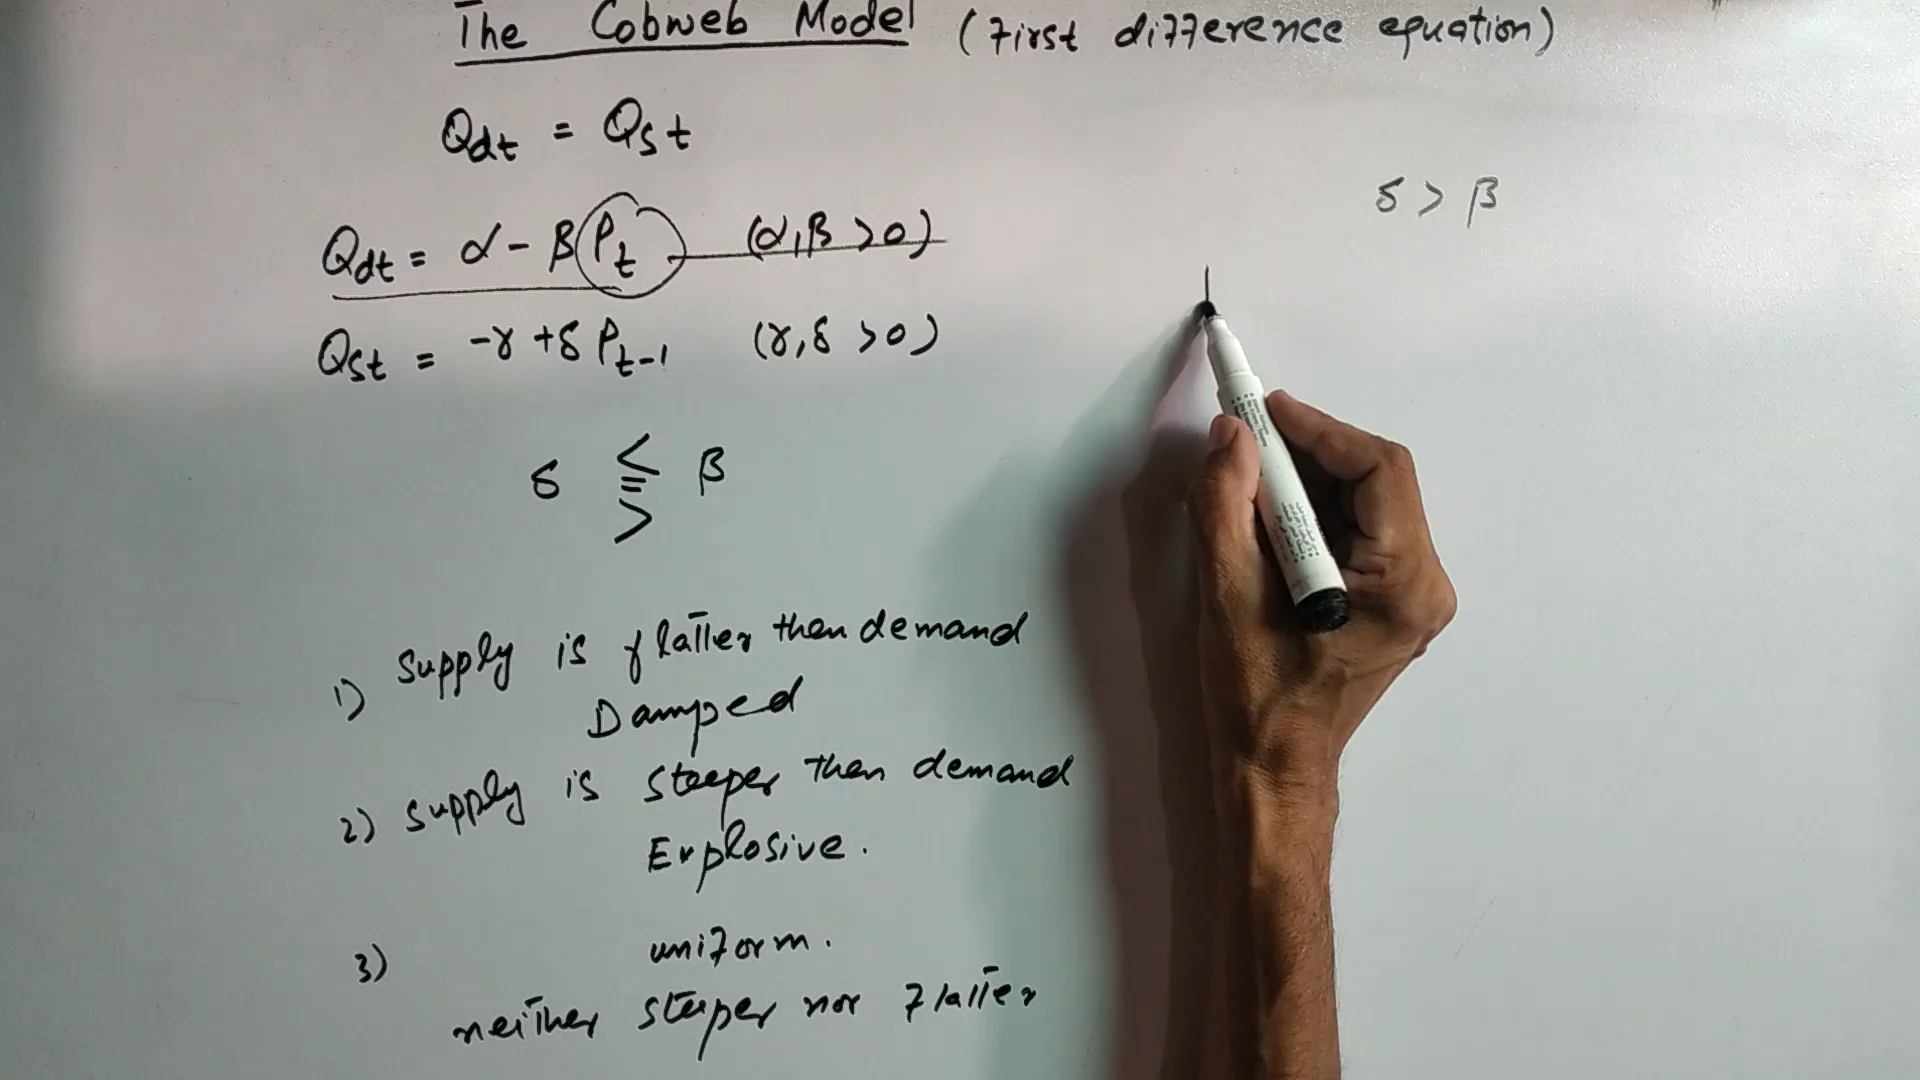 The Cobweb Model (First difference equation)
Qdt = Qst
Qdt = α - β Pt (α, β > 0)
Qst = -γ + δ Pt-1 (γ, δ > 0)
δ > β
δ < = > β
1) Supply is flatter then demand
Damped
2) Supply is steeper then demand
Explosive.
3) uniform.
neither steeper nor flatter